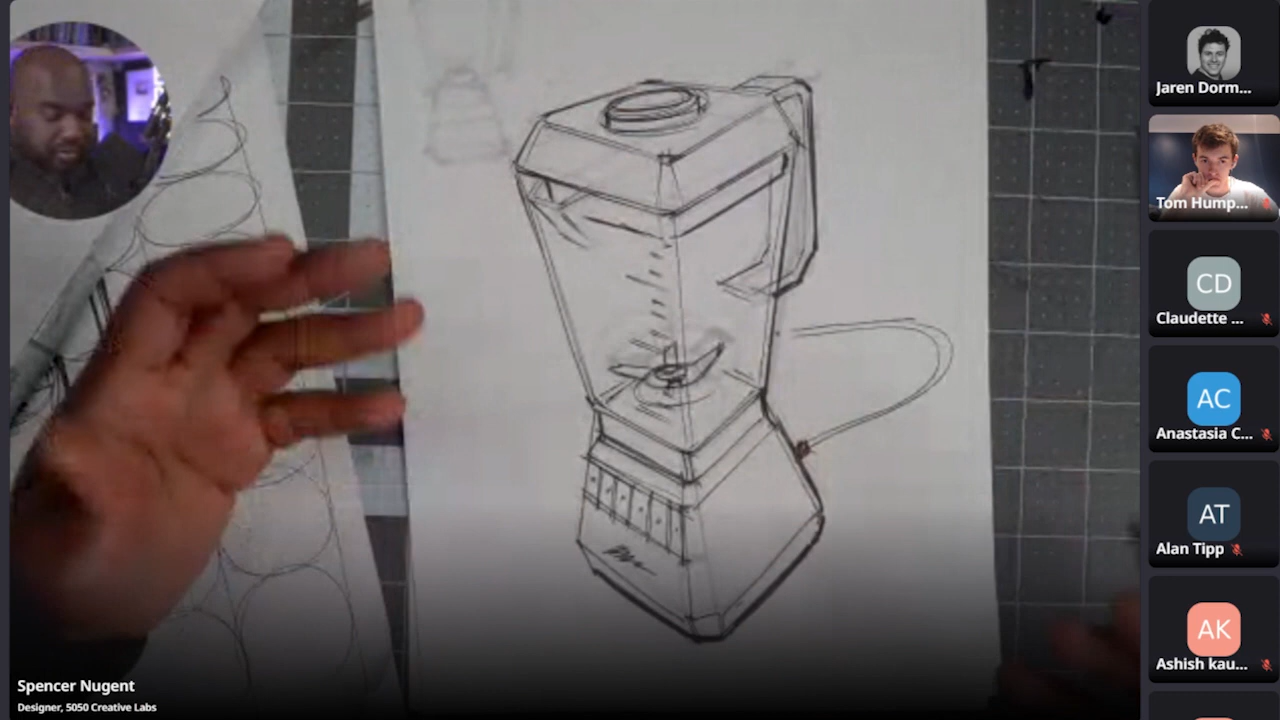 Jaren Dorm...
Tom Hump...
CD
Claudette ...
AC
Anastasia C...
AT
Alan Tipp
AK
Ashish kau...
Spencer Nugent
Designer, 5050 Creative Labs